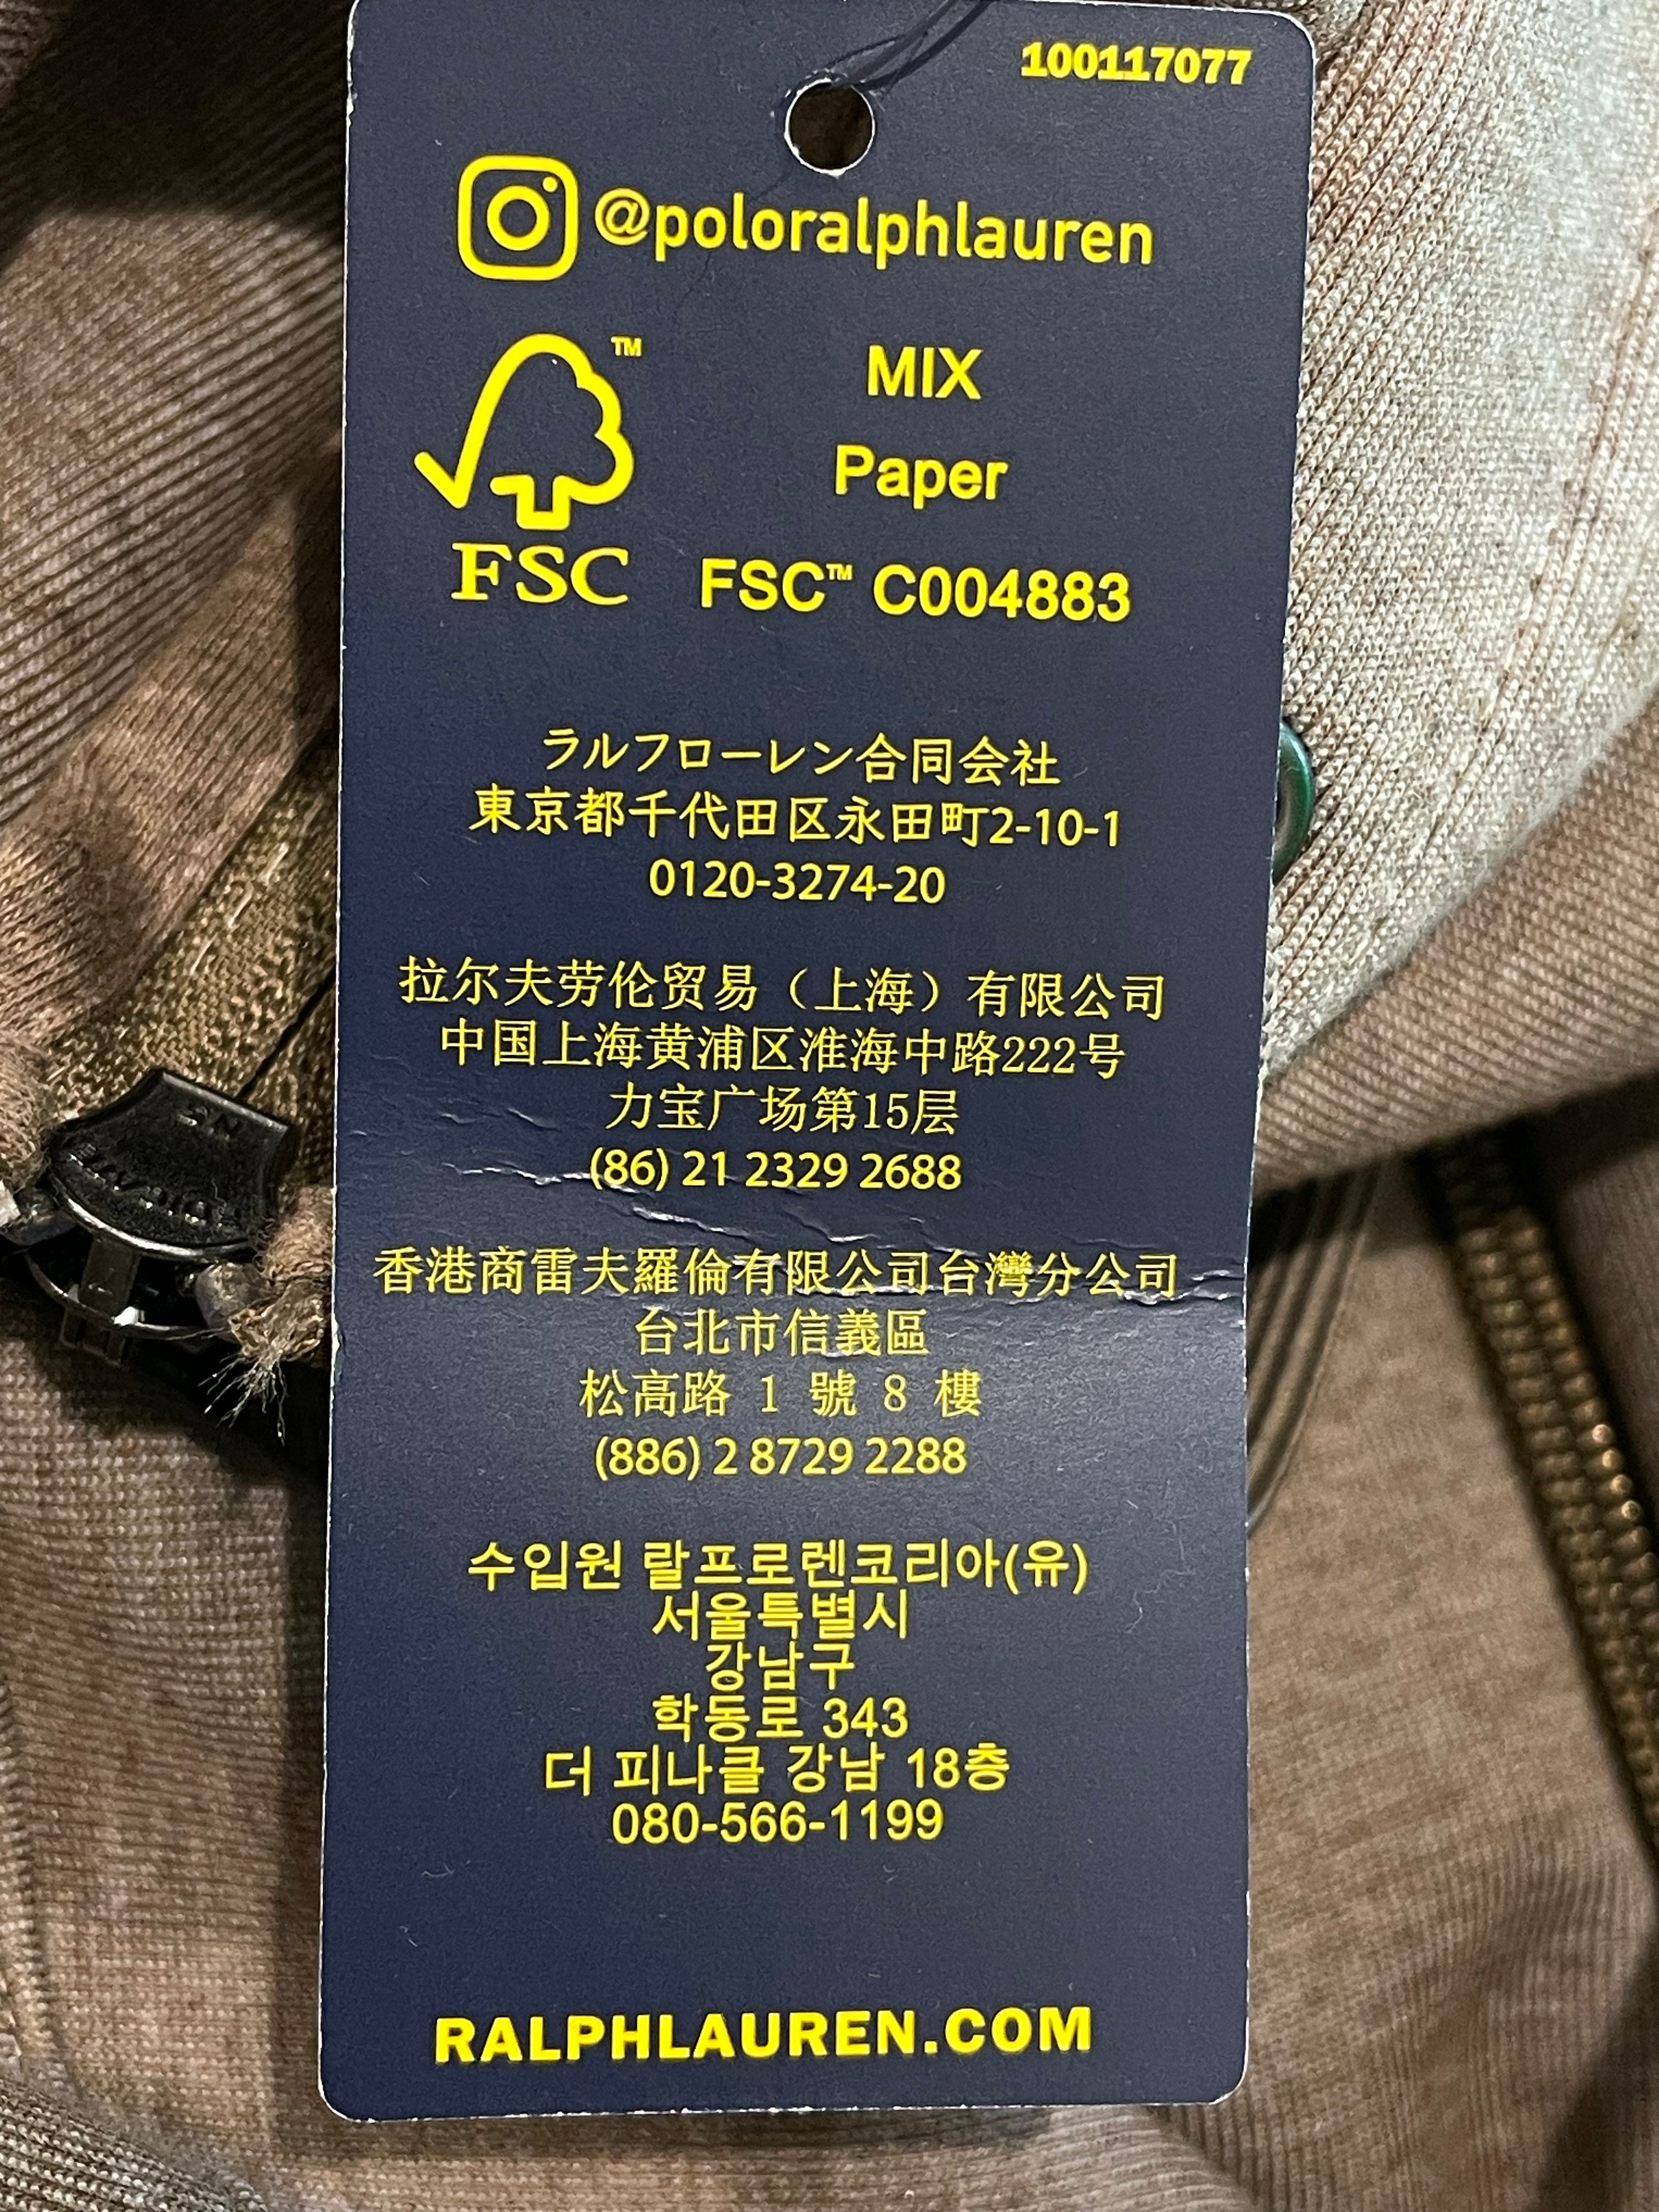 100117077
@poloralphlauren
TM
MIX
Paper
FSC
FSC™ C004883
ラルフローレン合同会社
東京都千代田区永田町2-10-1
0120-3274-20
拉尔夫劳伦贸易（上海）有限公司
中国上海黄浦区淮海中路222号
力宝广场第15层
(86) 21 2329 2688
香港商雷夫羅倫有限公司台灣分公司
台北市信義區
松高路 1 號 8 樓
(886) 2 8729 2288
수입원 랄프로렌코리아(유)
서울특별시
강남구
학동로 343
더 피나클 강남 18층
080-566-1199
RALPHLAUREN.COM